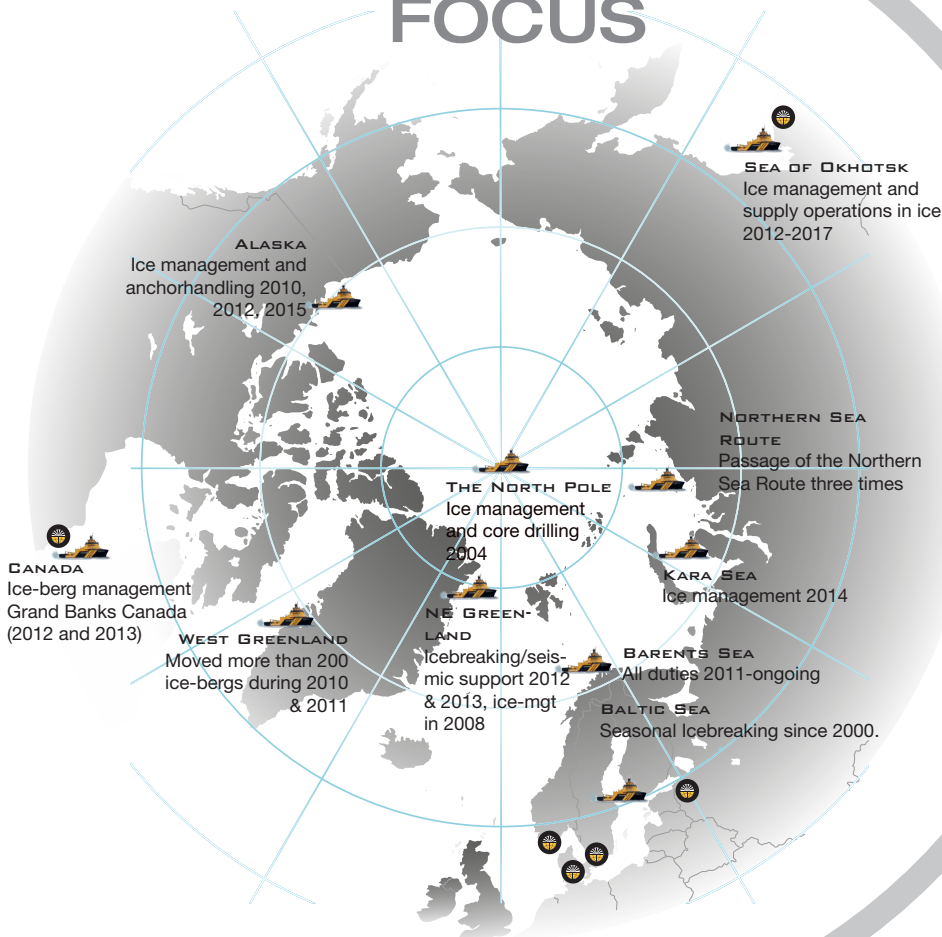 FOCUS
SEA OF OKHOTSK
Ice management and
supply operations in ice
2012-2017
ALASKA
Ice management and
anchorhandling 2010,
2012, 2015
NORTHERN SEA
ROUTE
Passage of the Northern
Sea Route three times
THE NORTH POLE
Ice management
and core drilling
2004
CANADA
Ice-berg management
Grand Banks Canada
(2012 and 2013)
KARA SEA
Ice management 2014
WEST GREENLAND
Moved more than 200
ice-bergs during 2010
& 2011
NE GREEN-
LAND
Icebreaking/seis-
mic support 2012
& 2013, ice-mgt
in 2008
BARENTS SEA
All duties 2011-ongoing
BALTIC SEA
Seasonal Icebreaking since 2000.